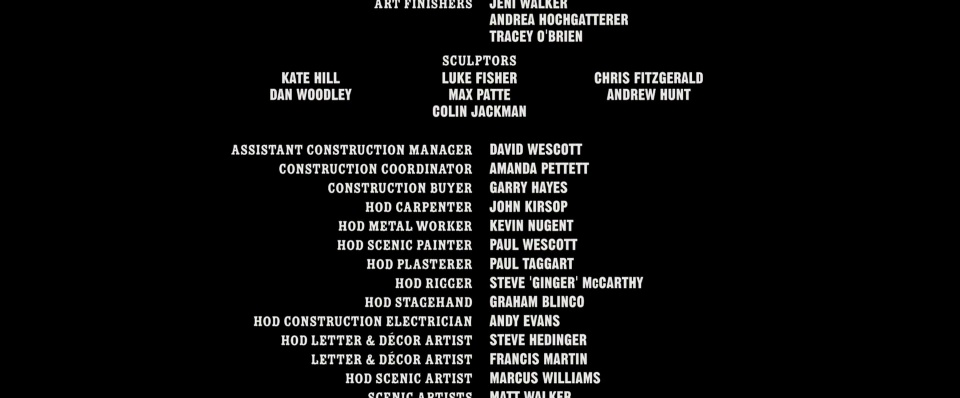 ART FINISHERS JENI WALKER
ANDREA HOCHGATTERER
TRACEY O'BRIEN
SCULPTORS
KATE HILL LUKE FISHER CHRIS FITZGERALD
DAN WOODLEY MAX PATTE ANDREW HUNT
COLIN JACKMAN
ASSISTANT CONSTRUCTION MANAGER DAVID WESCOTT
CONSTRUCTION COORDINATOR AMANDA PETTETT
CONSTRUCTION BUYER GARRY HAYES
HOD CARPENTER JOHN KIRSOP
HOD METAL WORKER KEVIN NUGENT
HOD SCENIC PAINTER PAUL WESCOTT
HOD PLASTERER PAUL TAGGART
HOD RIGGER STEVE 'GINGER' McCARTHY
HOD STAGEHAND GRAHAM BLINCO
HOD CONSTRUCTION ELECTRICIAN ANDY EVANS
HOD LETTER & DÉCOR ARTIST STEVE HEDINGER
LETTER & DÉCOR ARTIST FRANCIS MARTIN
HOD SCENIC ARTIST MARCUS WILLIAMS
SCENIC ARTISTS MATT WALKER